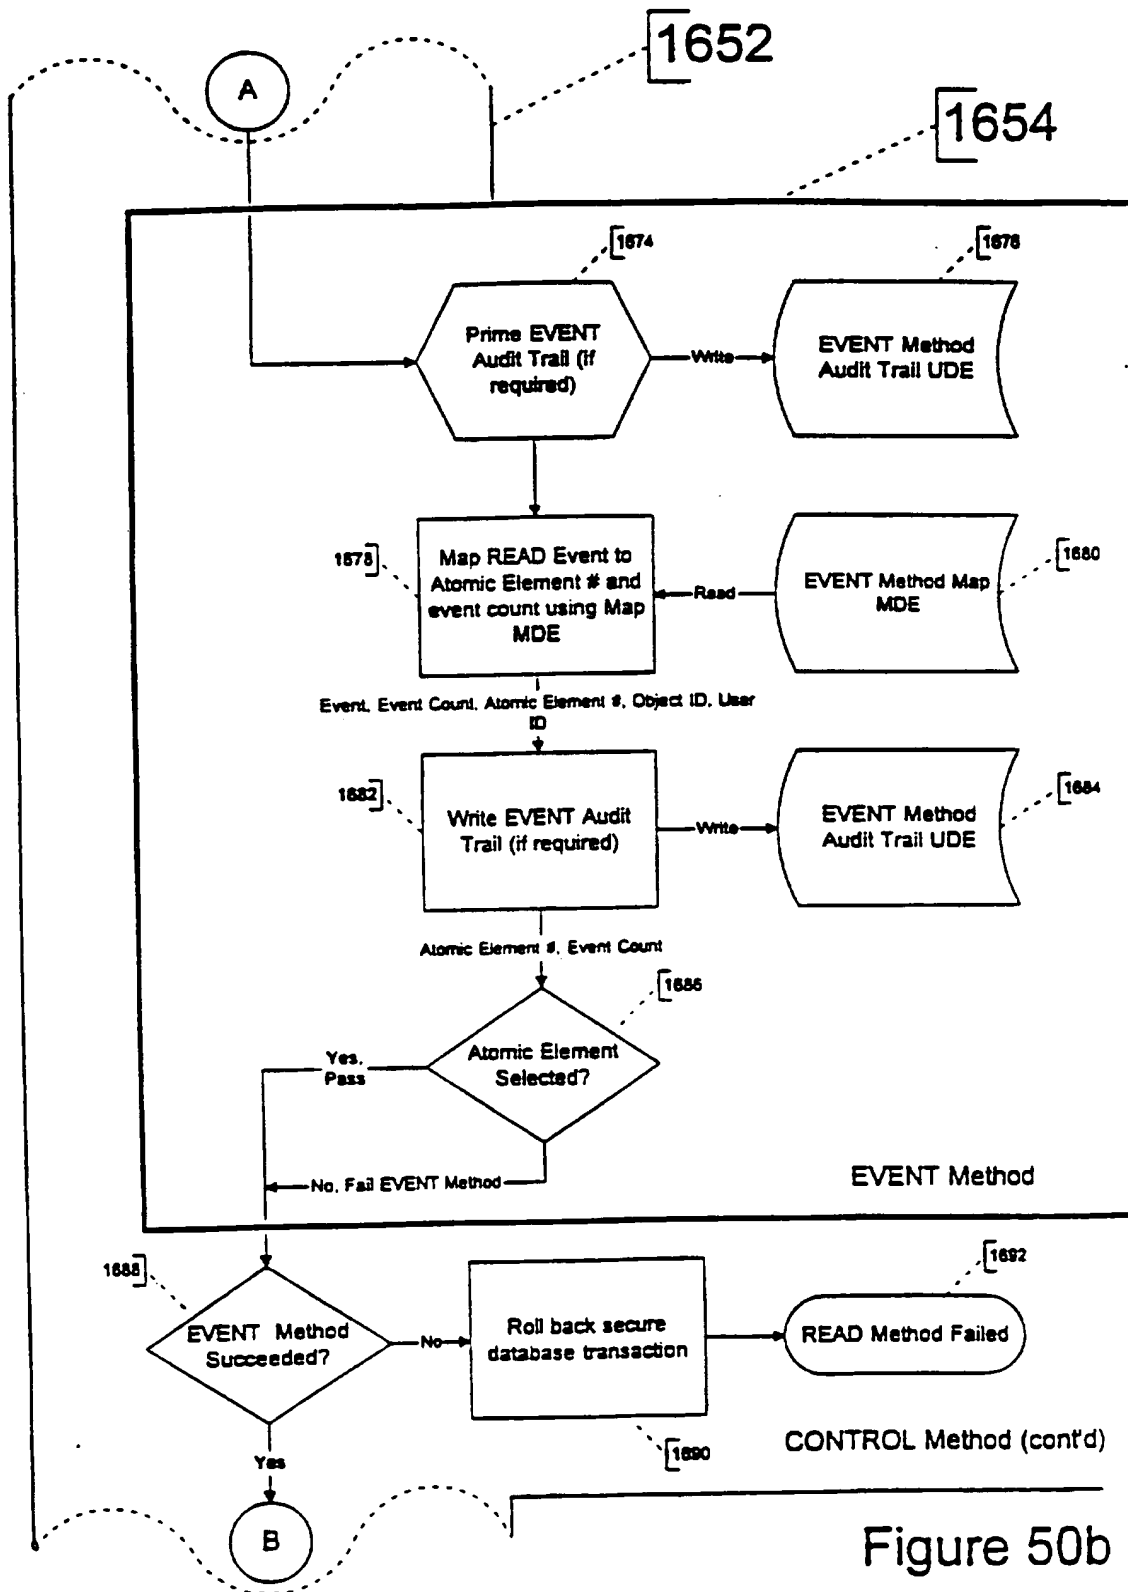 1652
A
1654
1674
1676
Prime EVENT
Audit Trail (if
required)
Write
EVENT Method
Audit Trail UDE
1678
Map READ Event to
Atomic Element # and
event count using Map
MDE
Read
EVENT Method Map
MDE
1680
Event, Event Count, Atomic Element #, Object ID, User
ID
1682
Write EVENT Audit
Trail (if required)
Write
EVENT Method
Audit Trail UDE
1684
Atomic Element #, Event Count
1686
Yes,
Pass
Atomic Element
Selected?
No, Fail EVENT Method
EVENT Method
1688
EVENT Method
Succeeded?
No
Roll back secure
database transaction
1692
READ Method Failed
1690
CONTROL Method (cont'd)
Yes
B
Figure 50b